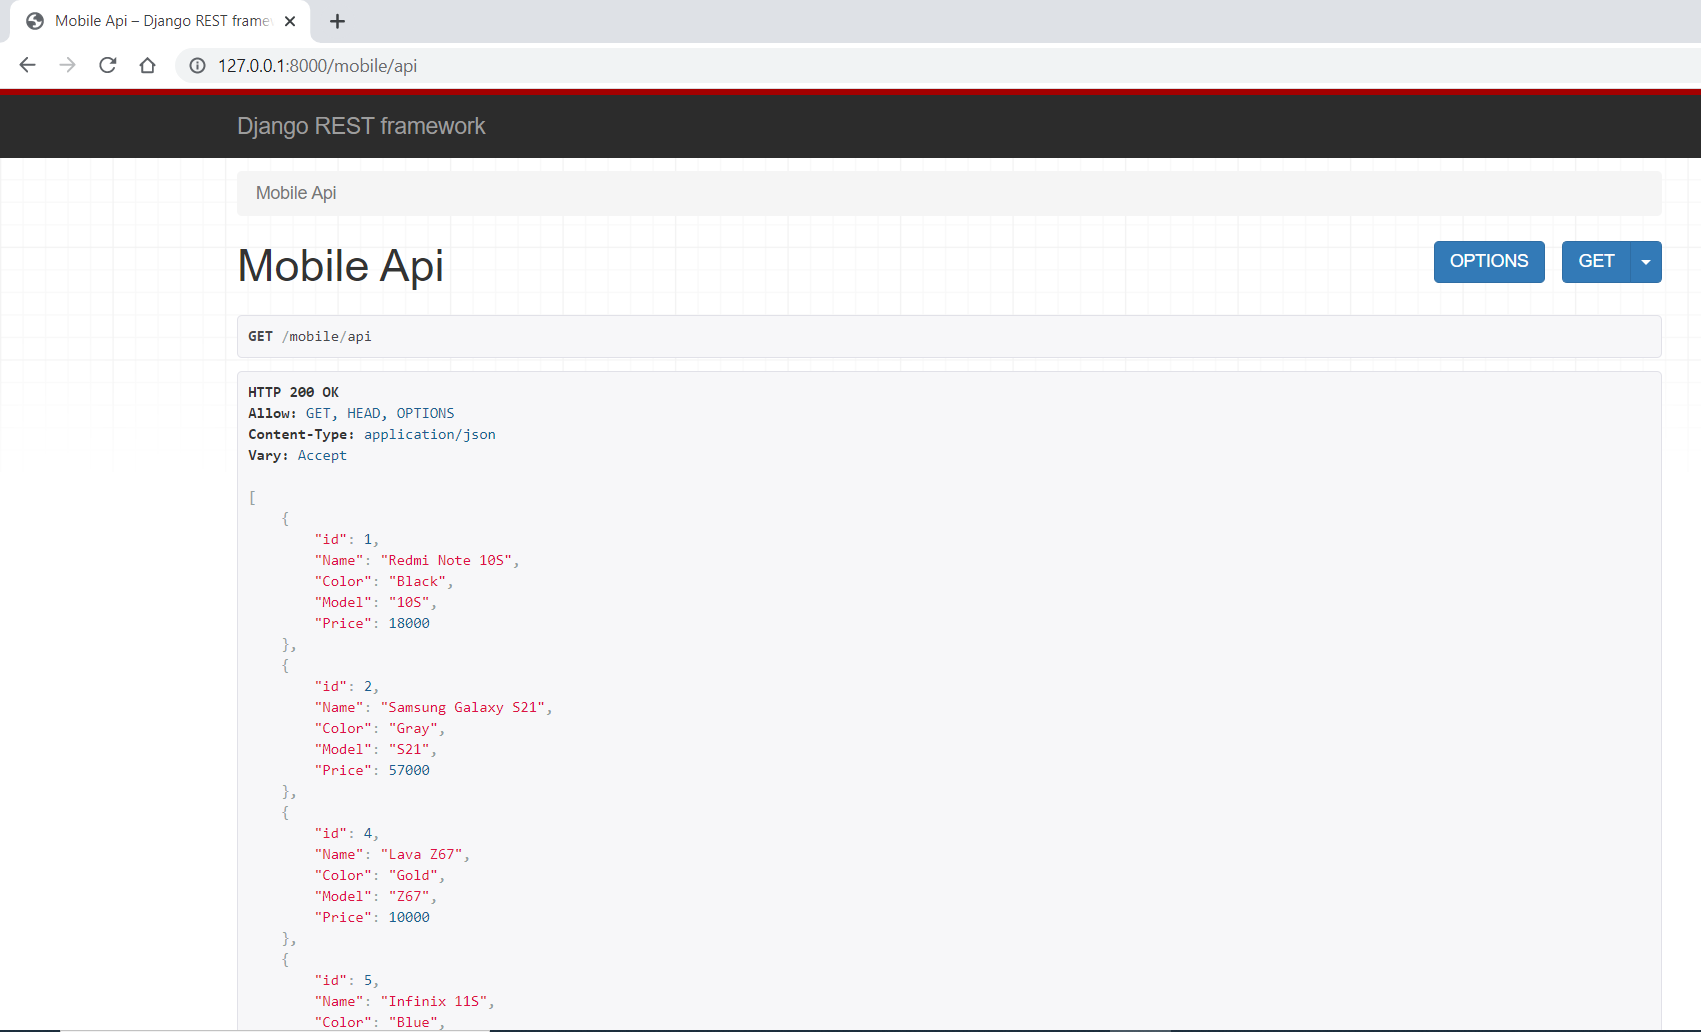 Mobile Api – Django REST frame
127.0.0.1:8000/mobile/api
Django REST framework
Mobile Api
Mobile Api
OPTIONS
GET
GET /mobile/api
HTTP 200 OK
Allow: GET, HEAD, OPTIONS
Content-Type: application/json
Vary: Accept
[
    {
        "id": 1,
        "Name": "Redmi Note 10S",
        "Color": "Black",
        "Model": "10S",
        "Price": 18000
    },
    {
        "id": 2,
        "Name": "Samsung Galaxy S21",
        "Color": "Gray",
        "Model": "S21",
        "Price": 57000
    },
    {
        "id": 4,
        "Name": "Lava Z67",
        "Color": "Gold",
        "Model": "Z67",
        "Price": 10000
    },
    {
        "id": 5,
        "Name": "Infinix 11S",
        "Color": "Blue",